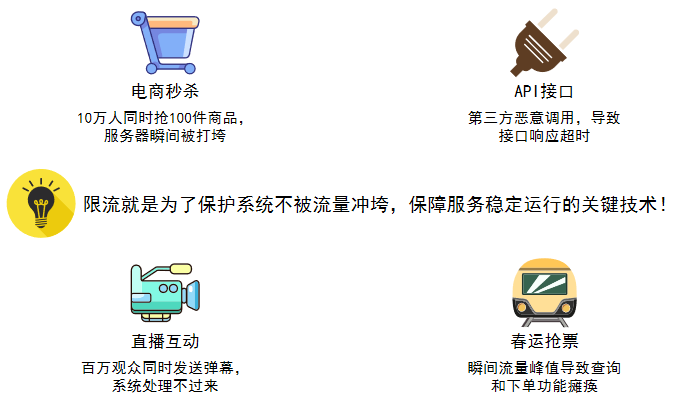 电商秒杀
10万人同时抢100件商品，
服务器瞬间被打垮
API接口
第三方恶意调用，导致
接口响应超时
限流就是为了保护系统不被流量冲垮，保障服务稳定运行的关键技术！
直播互动
百万观众同时发送弹幕，
系统处理不过来
春运抢票
瞬间流量峰值导致查询
和下单功能瘫痪